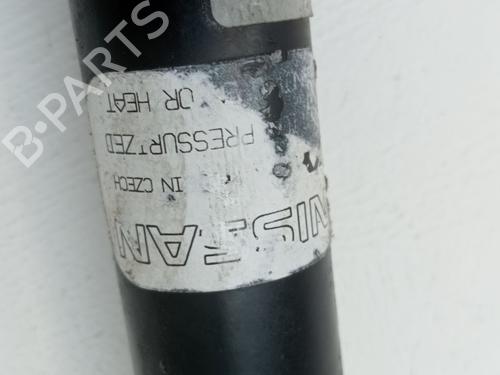 B-PARTS
OR HEAT
PRESSURIZED
IN CZECH
NISSAN